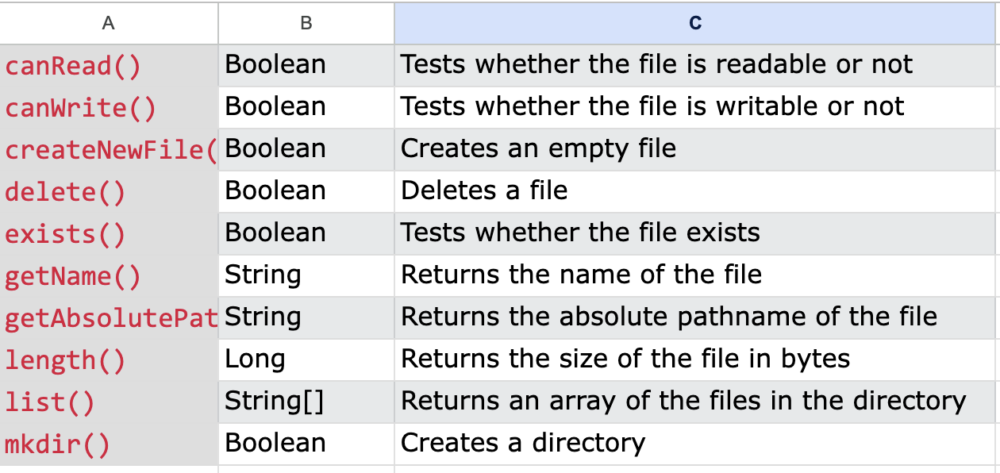 A B C
canRead() Boolean Tests whether the file is readable or not
canWrite() Boolean Tests whether the file is writable or not
createNewFile( Boolean Creates an empty file
delete() Boolean Deletes a file
exists() Boolean Tests whether the file exists
getName() String Returns the name of the file
getAbsolutePat String Returns the absolute pathname of the file
length() Long Returns the size of the file in bytes
list() String[] Returns an array of the files in the directory
mkdir() Boolean Creates a directory